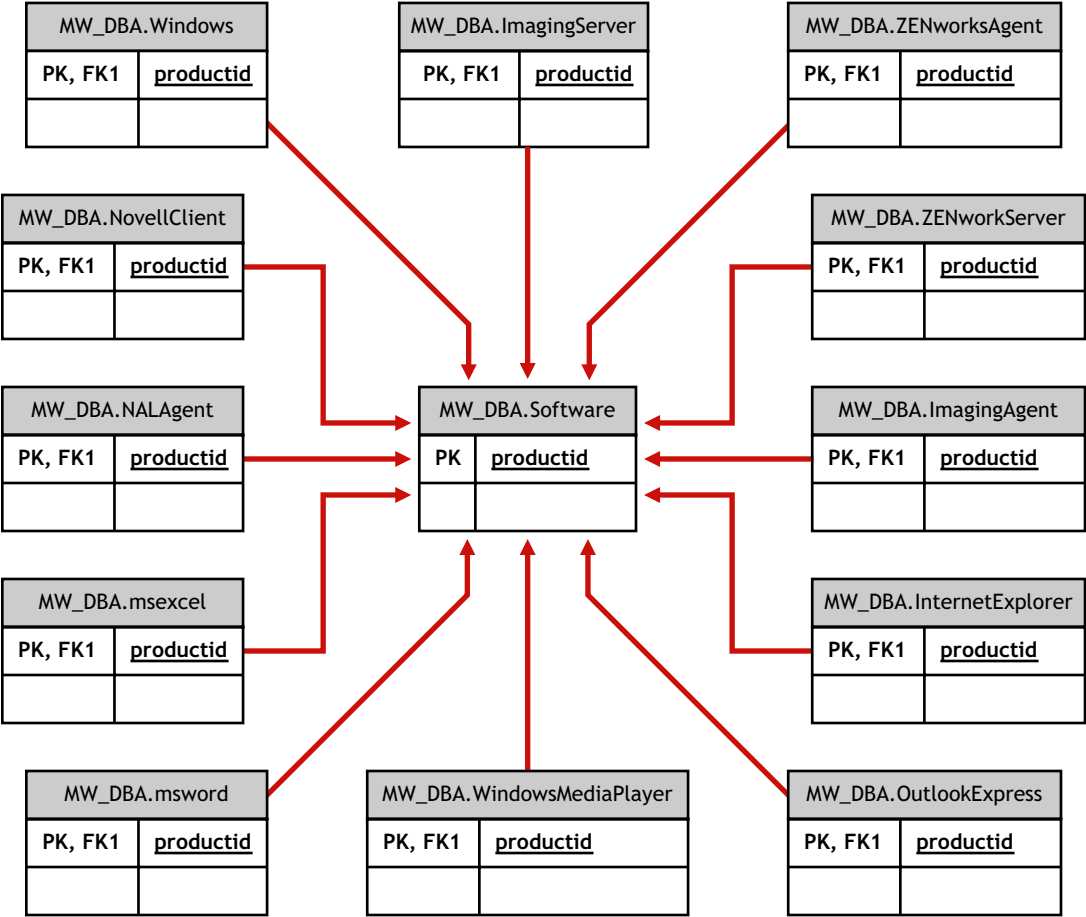 MW_DBA.Windows
PK, FK1 productid
MW_DBA.ImagingServer
PK, FK1 productid
MW_DBA.ZENworksAgent
PK, FK1 productid
MW_DBA.NovellClient
PK, FK1 productid
MW_DBA.ZENworkServer
PK, FK1 productid
MW_DBA.NALAgent
PK, FK1 productid
MW_DBA.Software
PK productid
MW_DBA.ImagingAgent
PK, FK1 productid
MW_DBA.msexcel
PK, FK1 productid
MW_DBA.InternetExplorer
PK, FK1 productid
MW_DBA.msword
PK, FK1 productid
MW_DBA.WindowsMediaPlayer
PK, FK1 productid
MW_DBA.OutlookExpress
PK, FK1 productid